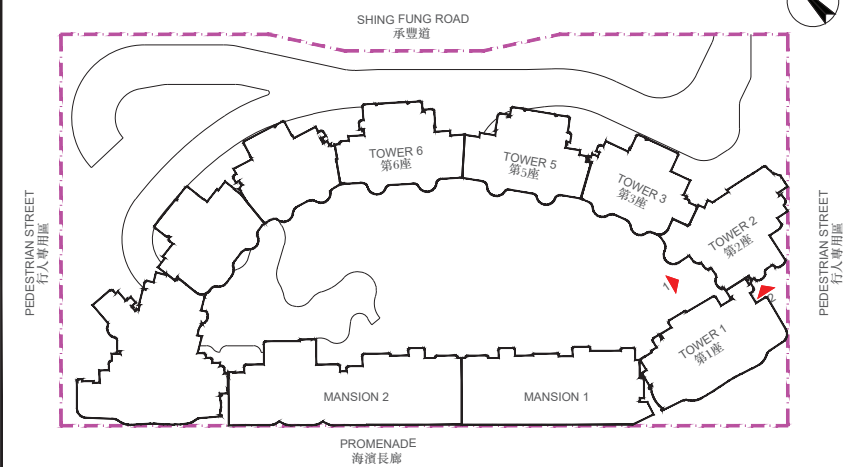 SHING FUNG ROAD
承豐道
TOWER 6
第6座
TOWER 5
第5座
TOWER 3
第3座
TOWER 2
第2座
PEDESTRIAN STREET
行人專用區
PEDESTRIAN STREET
行人專用區
1
2
TOWER 1
第1座
MANSION 2
MANSION 1
PROMENADE
海濱長廊